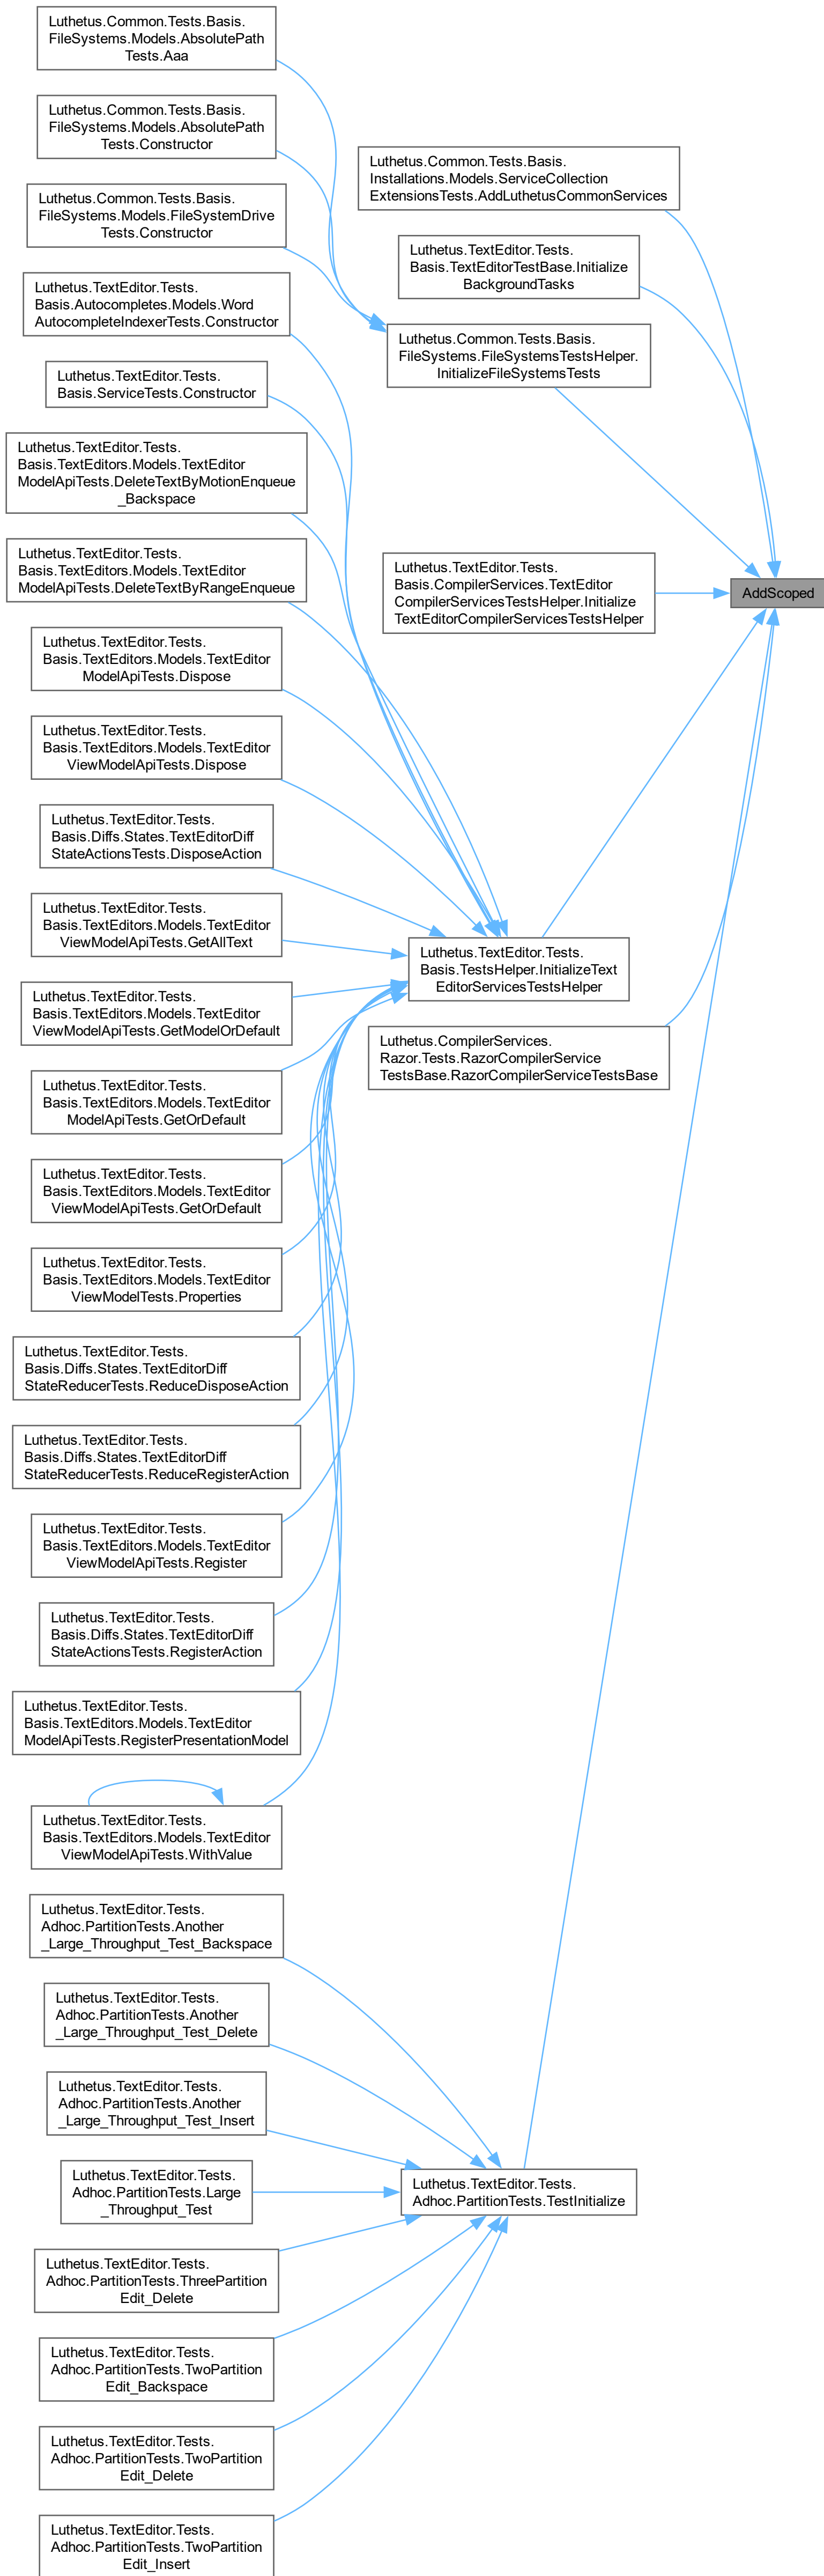 Luthetus.Common.Tests.Basis.
FileSystems.Models.AbsolutePath
Tests.Aaa
Luthetus.Common.Tests.Basis.
FileSystems.Models.AbsolutePath
Tests.Constructor
Luthetus.Common.Tests.Basis.
FileSystems.Models.FileSystemDrive
Tests.Constructor
Luthetus.TextEditor.Tests.
Basis.Autocompletes.Models.Word
AutocompleteIndexerTests.Constructor
Luthetus.TextEditor.Tests.
Basis.ServiceTests.Constructor
Luthetus.TextEditor.Tests.
Basis.TextEditors.Models.TextEditor
ModelApiTests.DeleteTextByMotionEnqueue
_Backspace
Luthetus.TextEditor.Tests.
Basis.TextEditors.Models.TextEditor
ModelApiTests.DeleteTextByRangeEnqueue
Luthetus.TextEditor.Tests.
Basis.TextEditors.Models.TextEditor
ModelApiTests.Dispose
Luthetus.TextEditor.Tests.
Basis.TextEditors.Models.TextEditor
ViewModelApiTests.Dispose
Luthetus.TextEditor.Tests.
Basis.Diffs.States.TextEditorDiff
StateActionsTests.DisposeAction
Luthetus.TextEditor.Tests.
Basis.TextEditors.Models.TextEditor
ViewModelApiTests.GetAllText
Luthetus.TextEditor.Tests.
Basis.TextEditors.Models.TextEditor
ViewModelApiTests.GetModelOrDefault
Luthetus.TextEditor.Tests.
Basis.TextEditors.Models.TextEditor
ModelApiTests.GetOrDefault
Luthetus.TextEditor.Tests.
Basis.TextEditors.Models.TextEditor
ViewModelApiTests.GetOrDefault
Luthetus.TextEditor.Tests.
Basis.TextEditors.Models.TextEditor
ViewModelTests.Properties
Luthetus.TextEditor.Tests.
Basis.Diffs.States.TextEditorDiff
StateReducerTests.ReduceDisposeAction
Luthetus.TextEditor.Tests.
Basis.Diffs.States.TextEditorDiff
StateReducerTests.ReduceRegisterAction
Luthetus.TextEditor.Tests.
Basis.TextEditors.Models.TextEditor
ViewModelApiTests.Register
Luthetus.TextEditor.Tests.
Basis.Diffs.States.TextEditorDiff
StateActionsTests.RegisterAction
Luthetus.TextEditor.Tests.
Basis.TextEditors.Models.TextEditor
ModelApiTests.RegisterPresentationModel
Luthetus.TextEditor.Tests.
Basis.TextEditors.Models.TextEditor
ViewModelApiTests.WithValue
Luthetus.TextEditor.Tests.
Adhoc.PartitionTests.Another
_Large_Throughput_Test_Backspace
Luthetus.TextEditor.Tests.
Adhoc.PartitionTests.Another
_Large_Throughput_Test_Delete
Luthetus.TextEditor.Tests.
Adhoc.PartitionTests.Another
_Large_Throughput_Test_Insert
Luthetus.TextEditor.Tests.
Adhoc.PartitionTests.Large
_Throughput_Test
Luthetus.TextEditor.Tests.
Adhoc.PartitionTests.ThreePartition
Edit_Delete
Luthetus.TextEditor.Tests.
Adhoc.PartitionTests.TwoPartition
Edit_Backspace
Luthetus.TextEditor.Tests.
Adhoc.PartitionTests.TwoPartition
Edit_Delete
Luthetus.TextEditor.Tests.
Adhoc.PartitionTests.TwoPartition
Edit_Insert
Luthetus.Common.Tests.Basis.
Installations.Models.ServiceCollection
ExtensionsTests.AddLuthetusCommonServices
Luthetus.TextEditor.Tests.
Basis.TextEditorTestBase.Initialize
BackgroundTasks
Luthetus.Common.Tests.Basis.
FileSystems.FileSystemsTestsHelper.
InitializeFileSystemsTests
Luthetus.TextEditor.Tests.
Basis.CompilerServices.TextEditor
CompilerServicesTestsHelper.Initialize
TextEditorCompilerServicesTestsHelper
Luthetus.TextEditor.Tests.
Basis.TestsHelper.InitializeText
EditorServicesTestsHelper
Luthetus.CompilerServices.
Razor.Tests.RazorCompilerService
TestsBase.RazorCompilerServiceTestsBase
Luthetus.TextEditor.Tests.
Adhoc.PartitionTests.TestInitialize
AddScoped